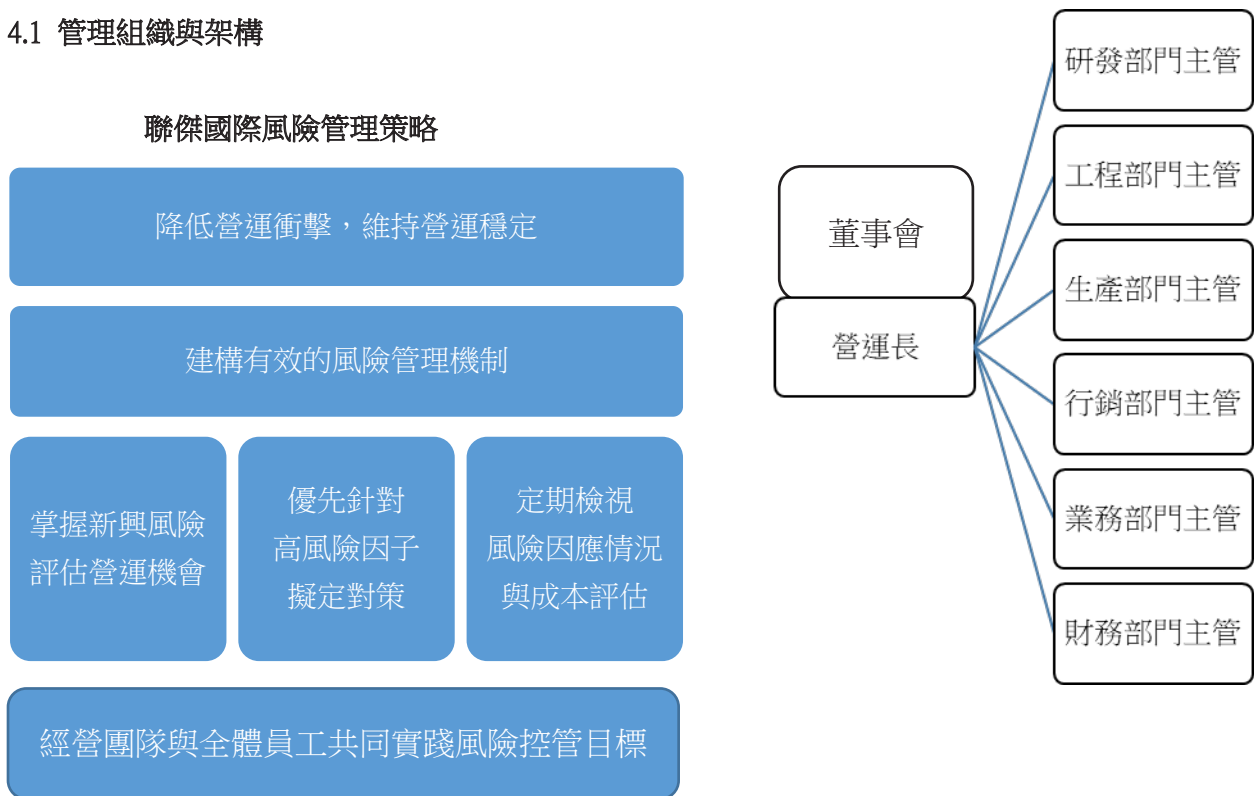 4.1 管理組織與架構
聯傑國際風險管理策略
降低營運衝擊，維持營運穩定
建構有效的風險管理機制
掌握新興風險
評估營運機會
優先針對
高風險因子
擬定對策
定期檢視
風險因應情況
與成本評估
經營團隊與全體員工共同實踐風險控管目標
董事會
營運長
研發部門主管
工程部門主管
生產部門主管
行銷部門主管
業務部門主管
財務部門主管